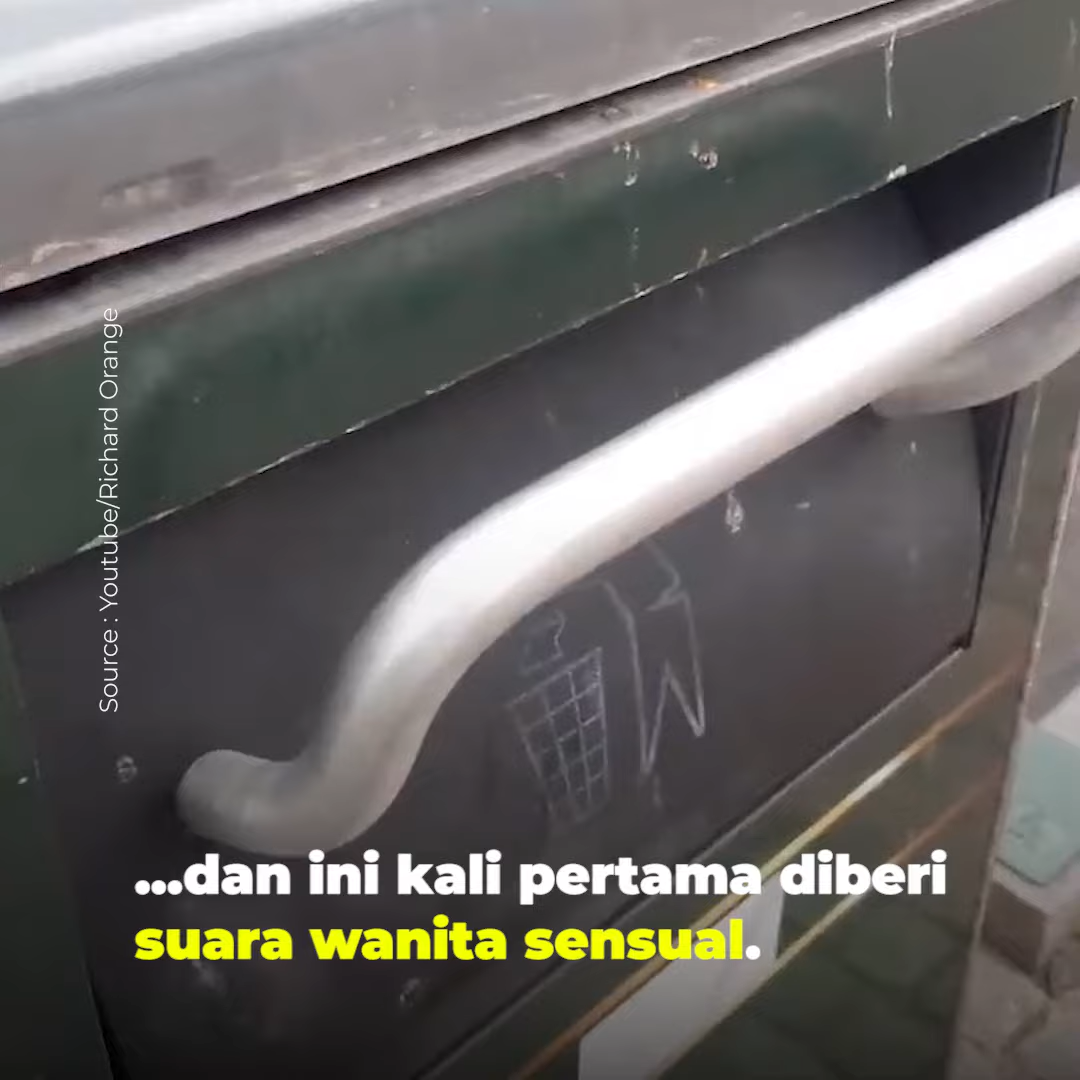 Source : Youtube/Richard Orange
...dan ini kali pertama diberi
suara wanita sensual.